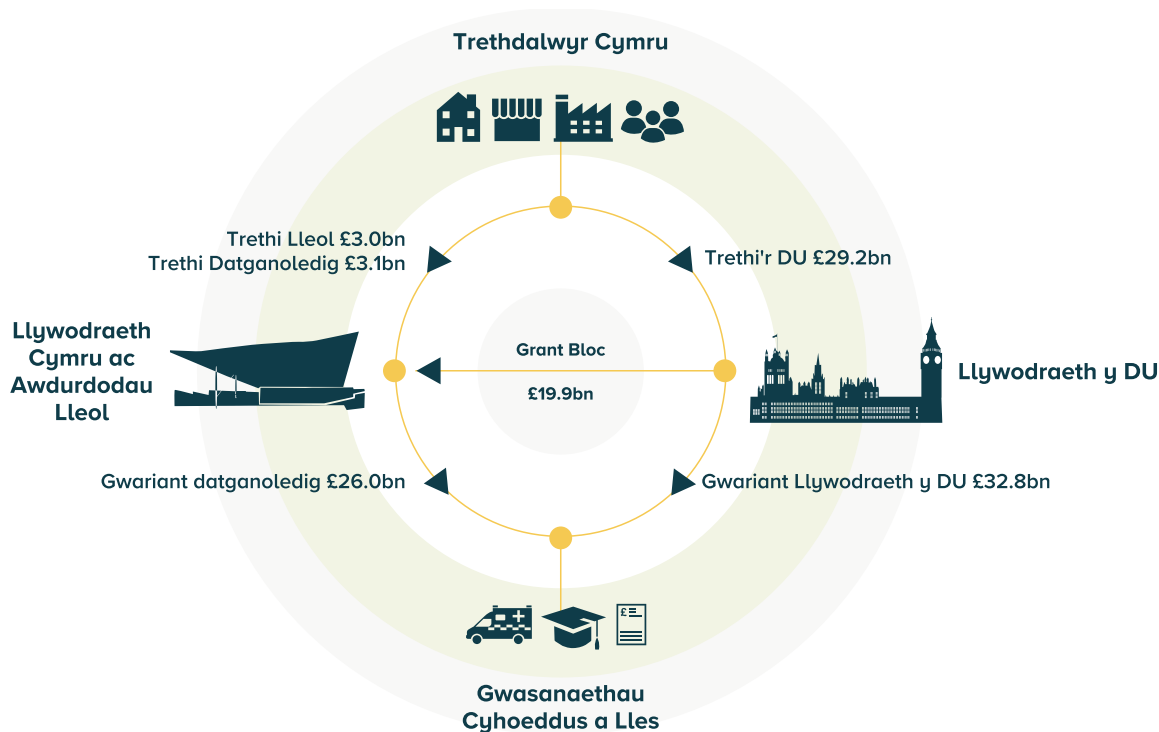 Trethdalwyr Cymru
Trethi Lleol £3.0bn
Trethi Datganoledig £3.1bn
Trethi'r DU £29.2bn
Llywodraeth
Cymru ac
Awdurdodau
Lleol
Grant Bloc
£19.9bn
Llywodraeth y DU
Gwariant datganoledig £26.0bn
Gwariant Llywodraeth y DU £32.8bn
£
Gwasanaethau
Cyhoeddus a Lles